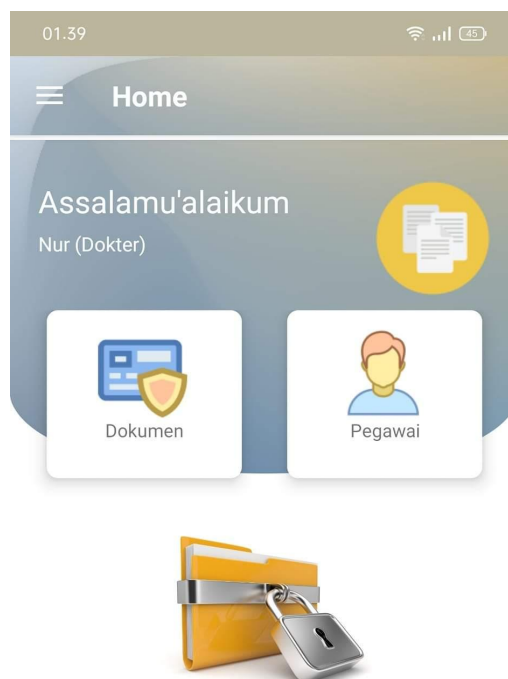 01.39
45
Home
Assalamu'alaikum
Nur (Dokter)
Dokumen
Pegawai